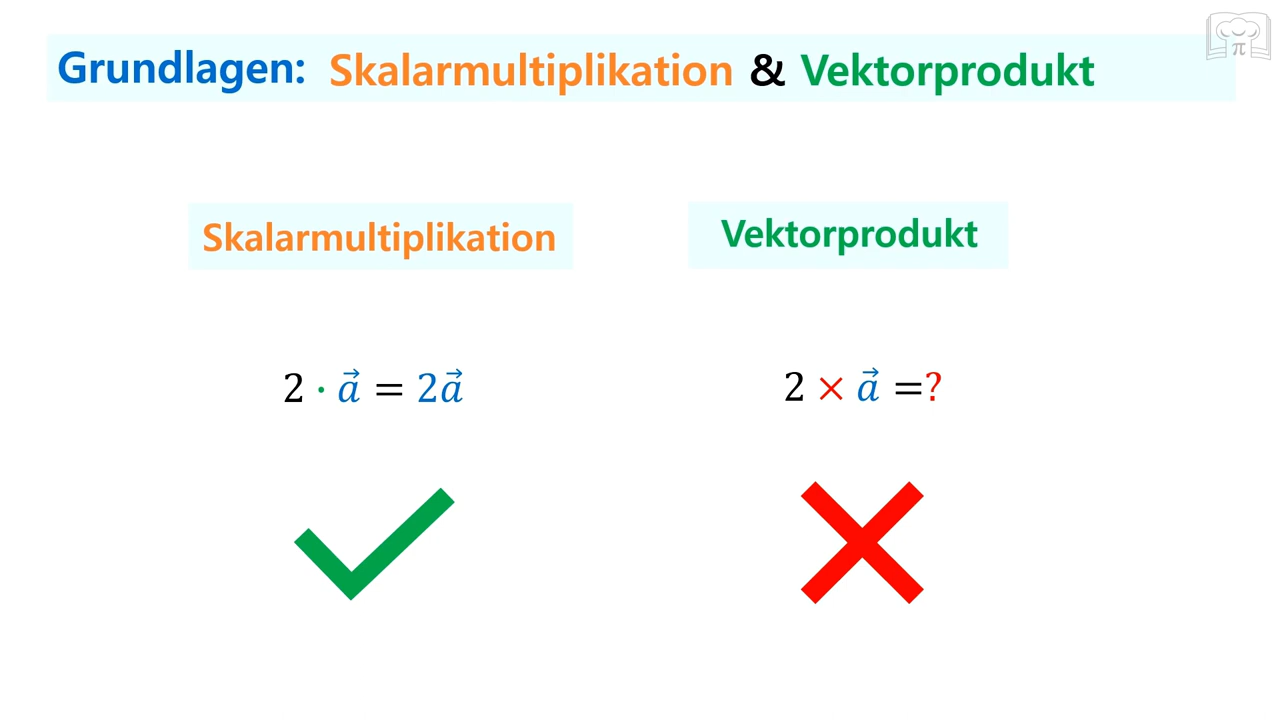 Grundlagen: Skalarmultiplikation & Vektorprodukt
Skalarmultiplikation
Vektorprodukt
2 · a⃗ = 2a⃗
2 × a⃗ =?
π